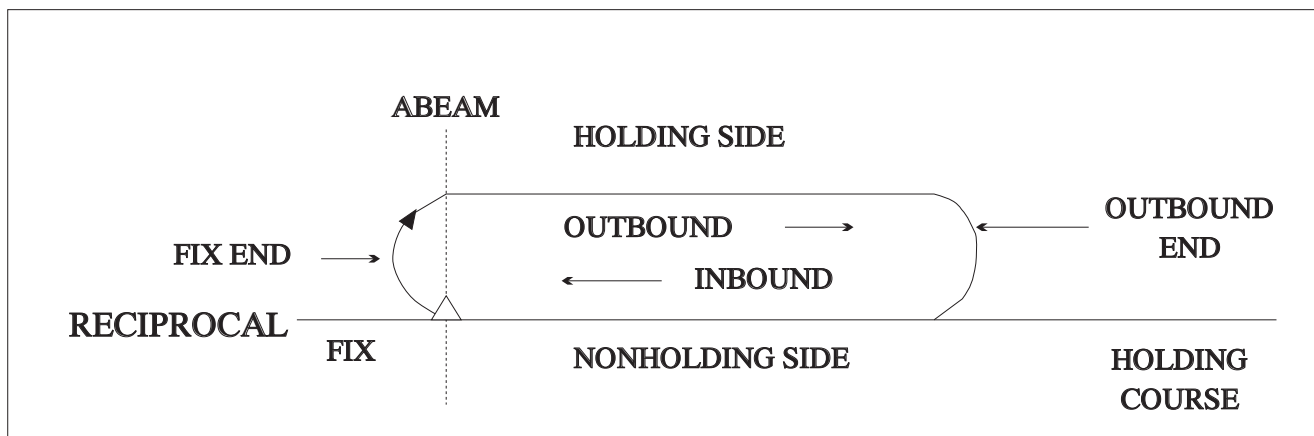 ABEAM
HOLDING SIDE
OUTBOUND
OUTBOUND
END
FIX END
INBOUND
RECIPROCAL
FIX
NONHOLDING SIDE
HOLDING
COURSE